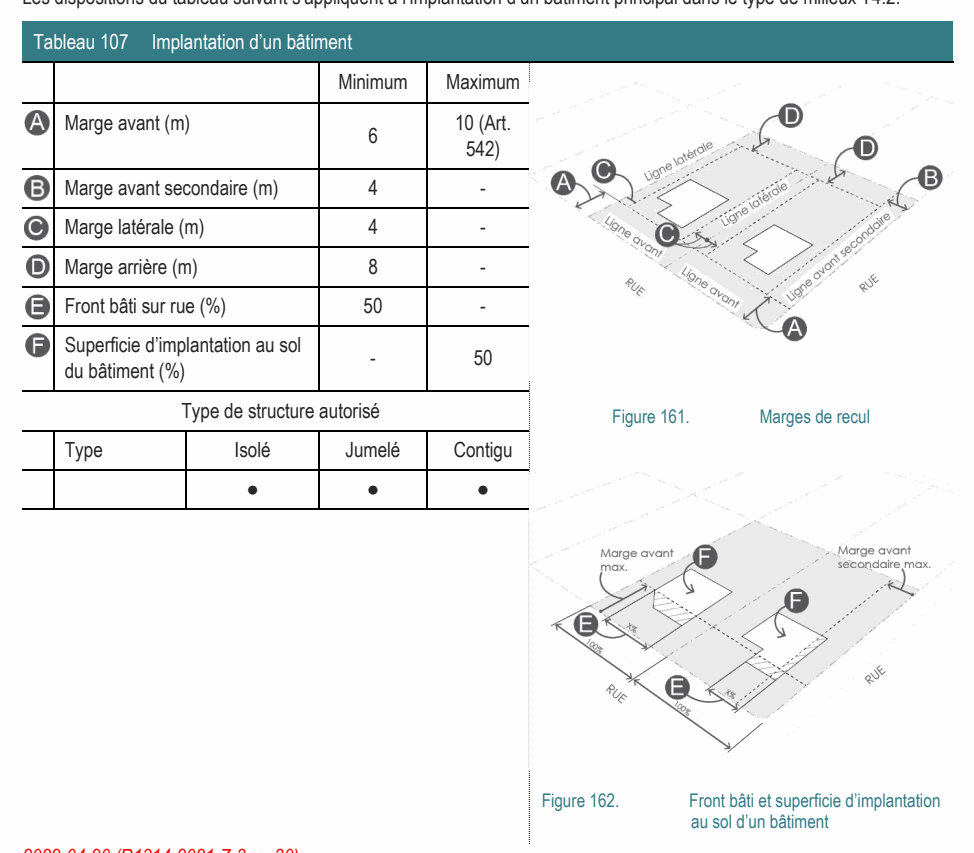 Les dispositions du tableau suivant s'appliquent à l'implantation d'un bâtiment principal dans le type de milieux T4.2.
Tableau 107 Implantation d'un bâtiment
Minimum Maximum
A Marge avant (m) 6 10 (Art. 542)
B Marge avant secondaire (m) 4 -
C Marge latérale (m) 4 -
D Marge arrière (m) 8 -
E Front bâti sur rue (%) 50 -
F Superficie d'implantation au sol
du bâtiment (%) - 50
Type de structure autorisé
Type Isolé Jumelé Contigu
● ● ●
D
D
Ligne latérale
C
A
B
Ligne latérale
C
Ligne avant
Ligne avant secondaire
Ligne avant
RUE
RUE
A
Figure 161. Marges de recul
Marge avant
max.
F
Marge avant
secondaire max.
F
E
X%
100%
RUE
E
X%
100%
RUE
Figure 162. Front bâti et superficie d'implantation
au sol d'un bâtiment